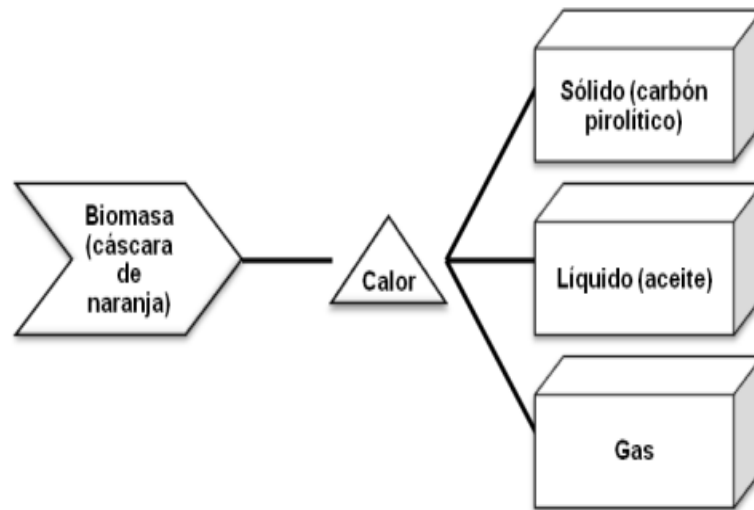 Biomasa
(cáscara
de
naranja)
Calor
Sólido (carbón
pirolítico)
Líquido (aceite)
Gas